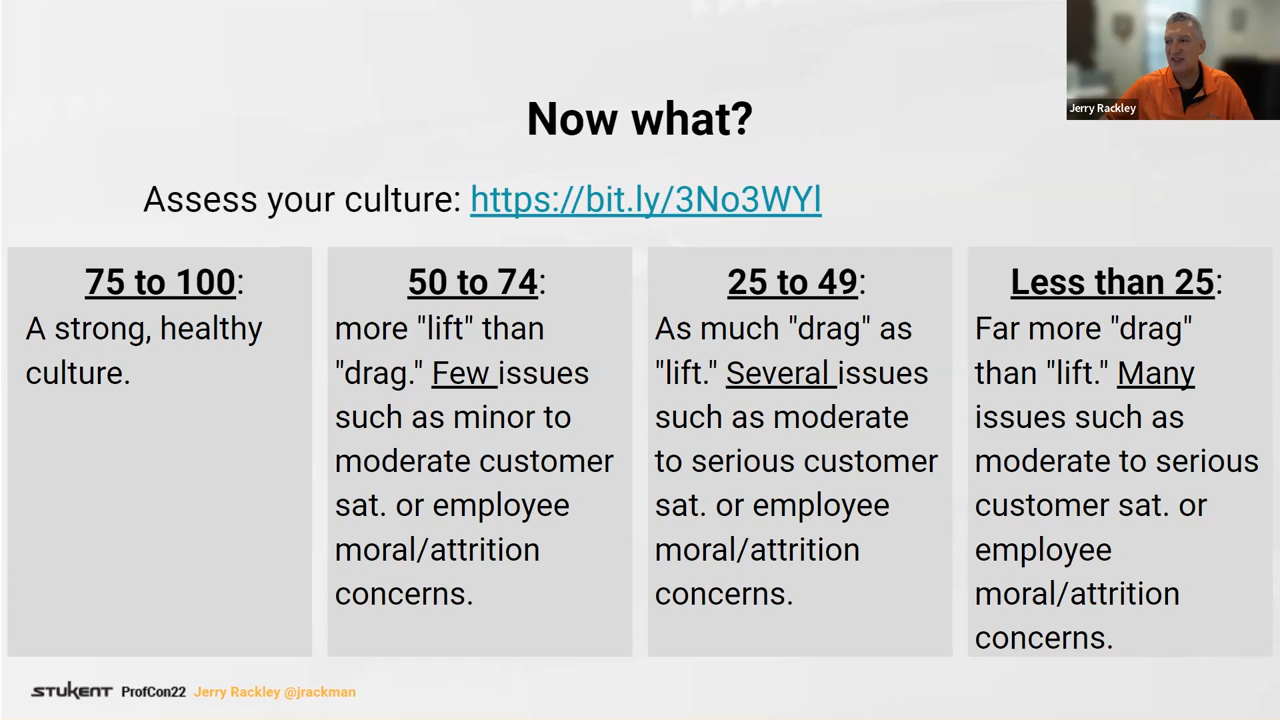 Jerry Rackley
Now what?
Assess your culture: https://bit.ly/3No3WYl
75 to 100:
A strong, healthy
culture.
50 to 74:
more "lift" than
"drag." Few issues
such as minor to
moderate customer
sat. or employee
moral/attrition
concerns.
25 to 49:
As much "drag" as
"lift." Several issues
such as moderate
to serious customer
sat. or employee
moral/attrition
concerns.
Less than 25:
Far more "drag"
than "lift." Many
issues such as
moderate to serious
customer sat. or
employee
moral/attrition
concerns.
STUKENT ProfCon22 Jerry Rackley @jrackman